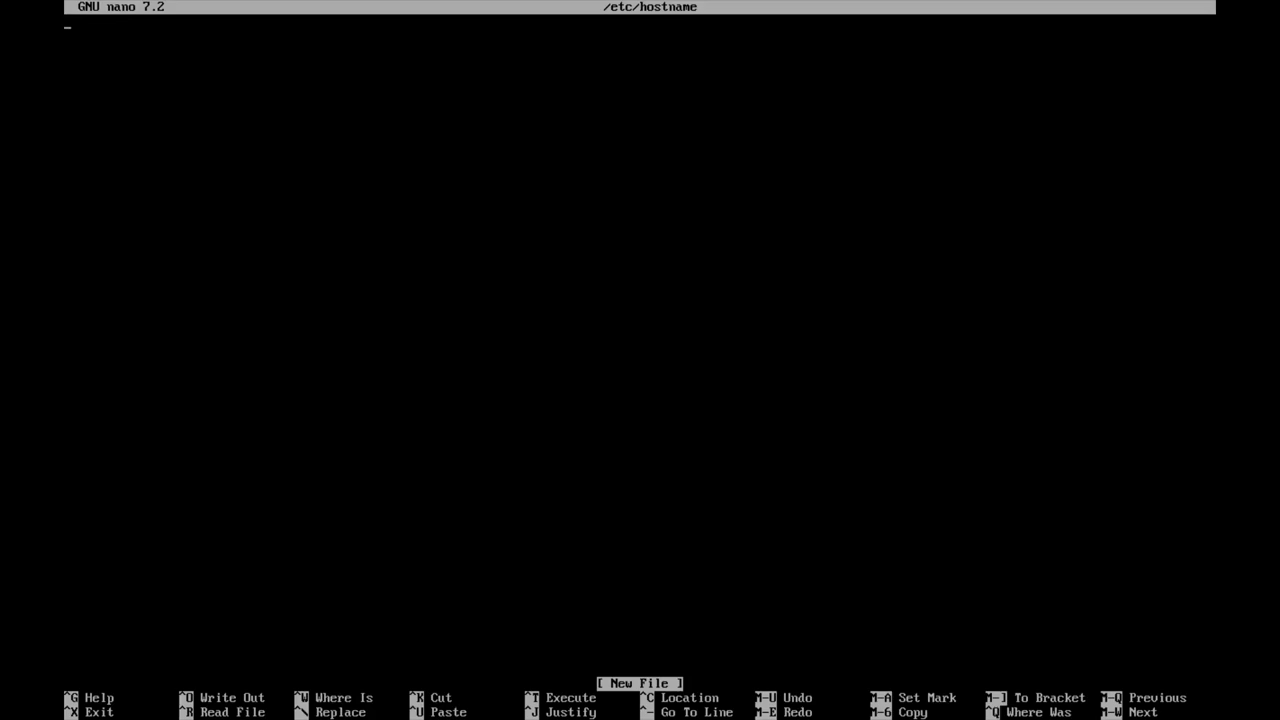 GNU nano 7.2 /etc/hostname
[ New File ]
^G Help ^O Write Out ^W Where Is ^K Cut ^T Execute ^C Location M-U Undo M-A Set Mark M-] To Bracket M-Q Previous
^X Exit ^R Read File ^\ Replace ^U Paste ^J Justify ^_ Go To Line M-E Redo M-6 Copy ^Q Where Was M-W Next